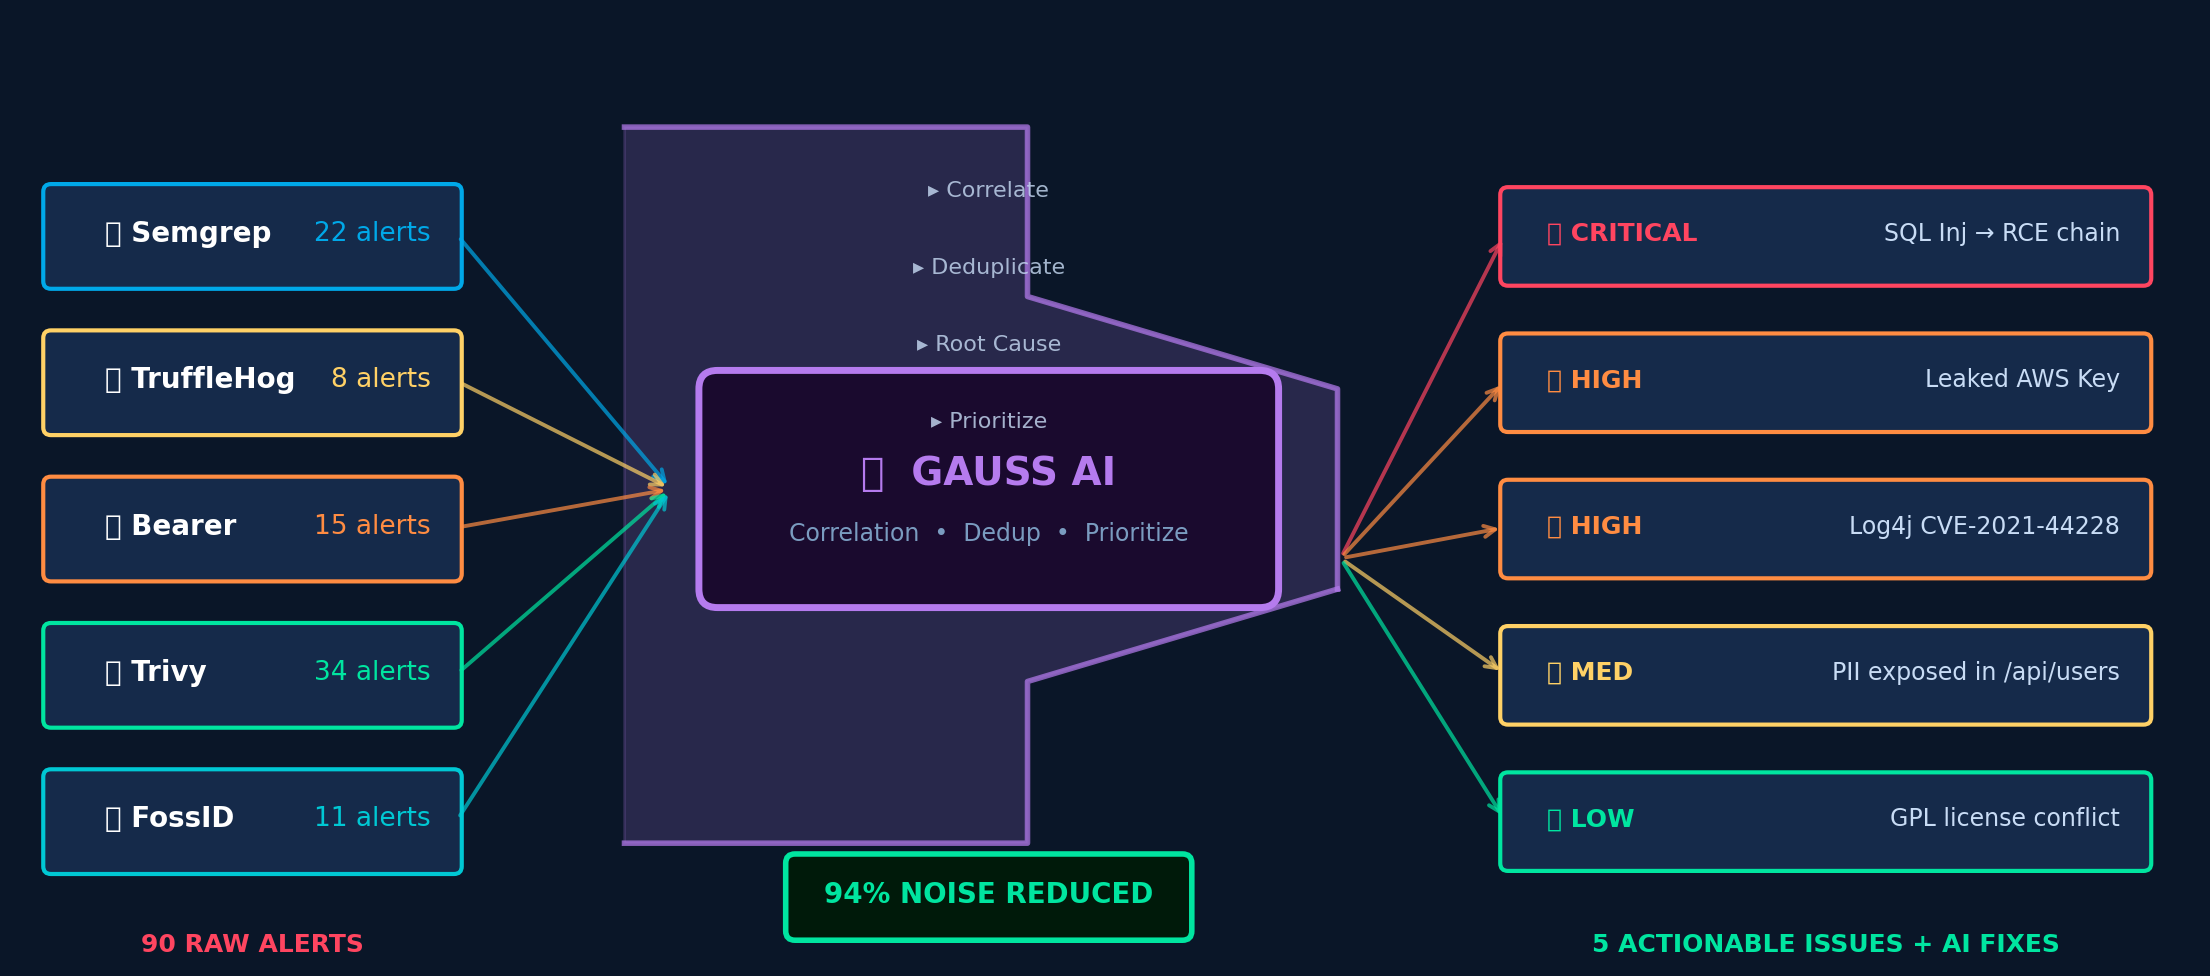 Semgrep 22 alerts
TruffleHog 8 alerts
Bearer 15 alerts
Trivy 34 alerts
FossID 11 alerts
90 RAW ALERTS
▸ Correlate
▸ Deduplicate
▸ Root Cause
▸ Prioritize
GAUSS AI
Correlation • Dedup • Prioritize
94% NOISE REDUCED
CRITICAL SQL Inj → RCE chain
HIGH Leaked AWS Key
HIGH Log4j CVE-2021-44228
MED PII exposed in /api/users
LOW GPL license conflict
5 ACTIONABLE ISSUES + AI FIXES